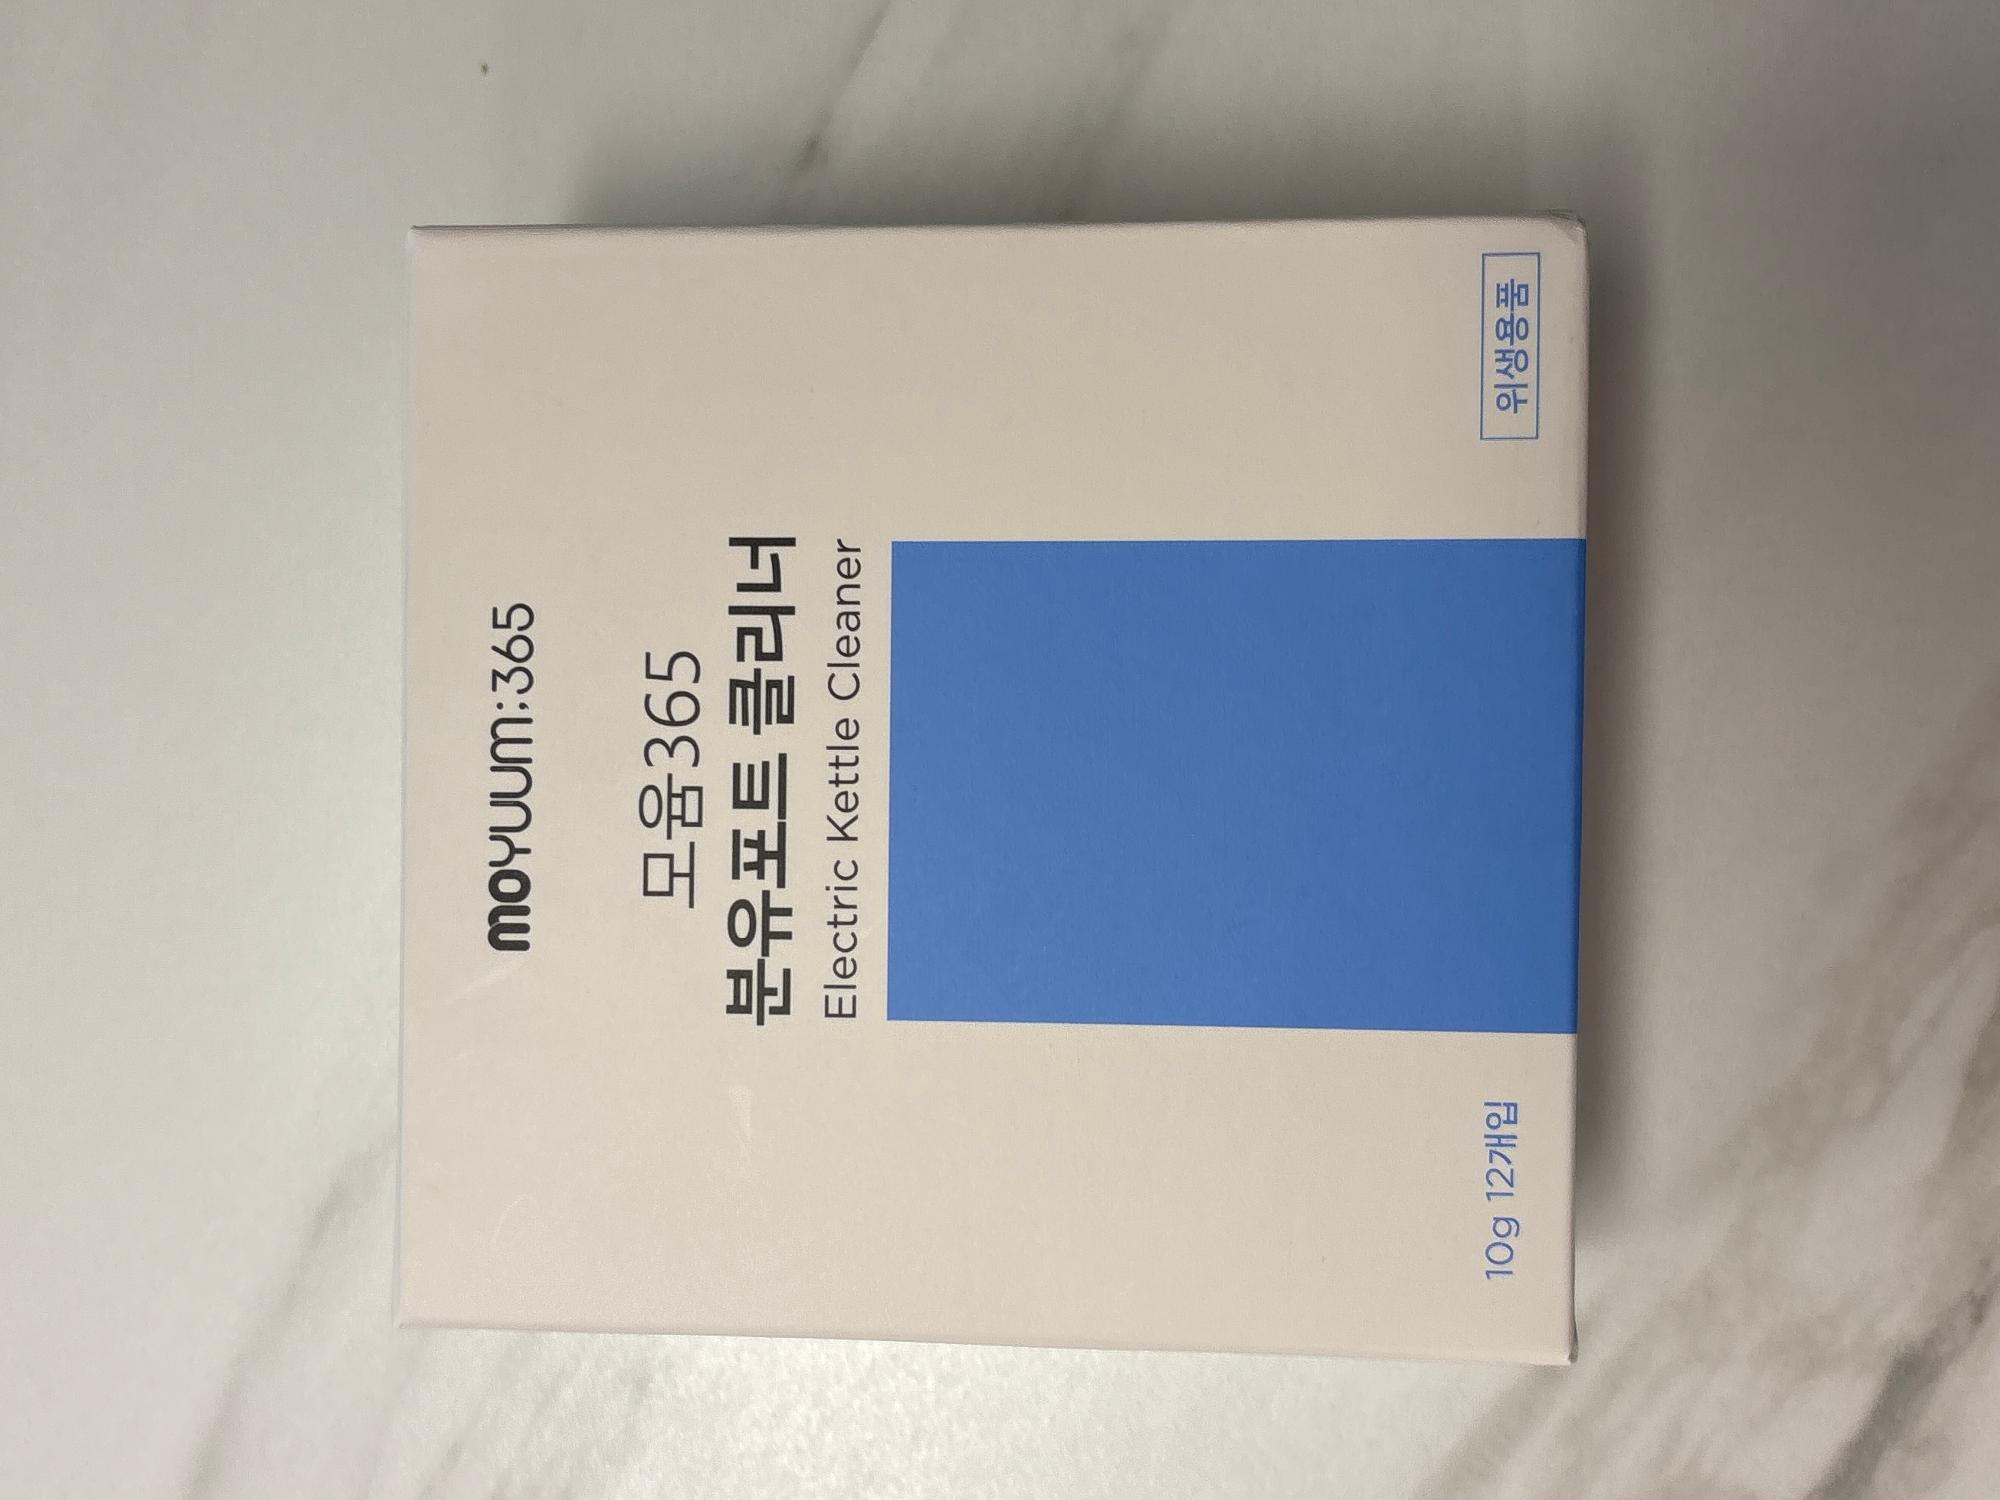 moyuum;365
모윰365
분유포트 클리너
Electric Kettle Cleaner
10g 12개입
위생용품